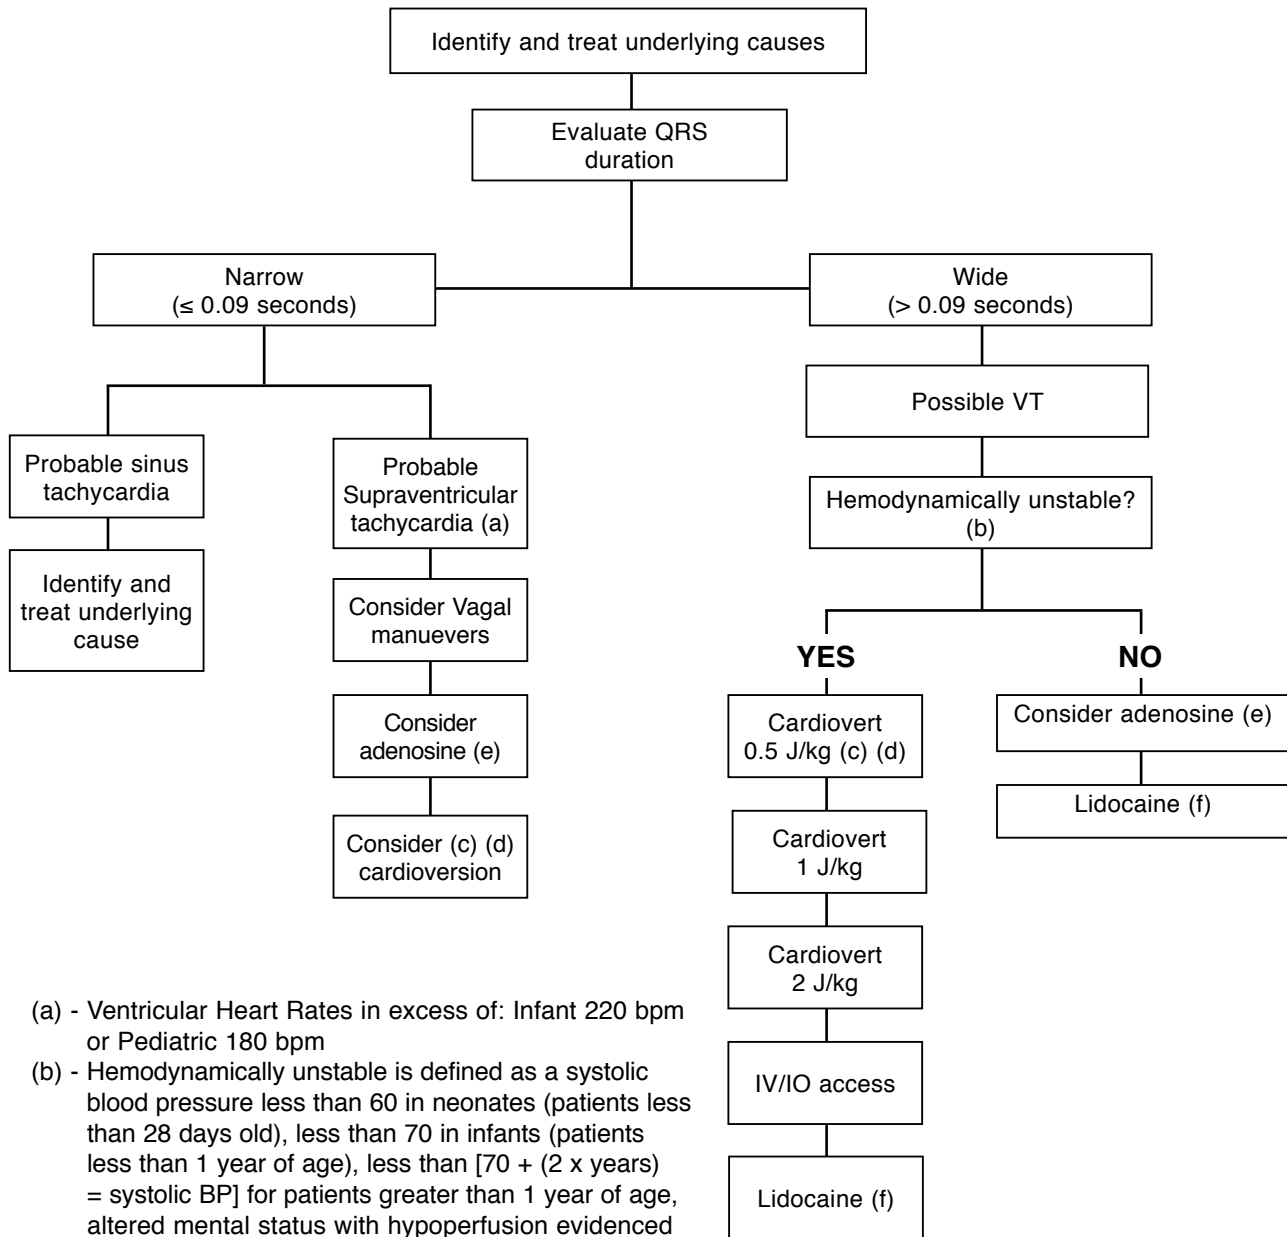 Identify and treat underlying causes
Evaluate QRS
duration
Narrow
(≤ 0.09 seconds)
Wide
(> 0.09 seconds)
Probable sinus
tachycardia
Identify and
treat underlying
cause
Probable
Supraventricular
tachycardia (a)
Consider Vagal
manuevers
Consider
adenosine (e)
Consider (c) (d)
cardioversion
Possible VT
Hemodynamically unstable?
(b)
YES
Cardiovert
0.5 J/kg (c) (d)
Cardiovert
1 J/kg
Cardiovert
2 J/kg
IV/IO access
Lidocaine (f)
NO
Consider adenosine (e)
Lidocaine (f)
(a) - Ventricular Heart Rates in excess of: Infant 220 bpm
or Pediatric 180 bpm
(b) - Hemodynamically unstable is defined as a systolic
blood pressure less than 60 in neonates (patients less
than 28 days old), less than 70 in infants (patients
less than 1 year of age), less than [70 + (2 x years)
= systolic BP] for patients greater than 1 year of age,
altered mental status with hypoperfusion evidenced